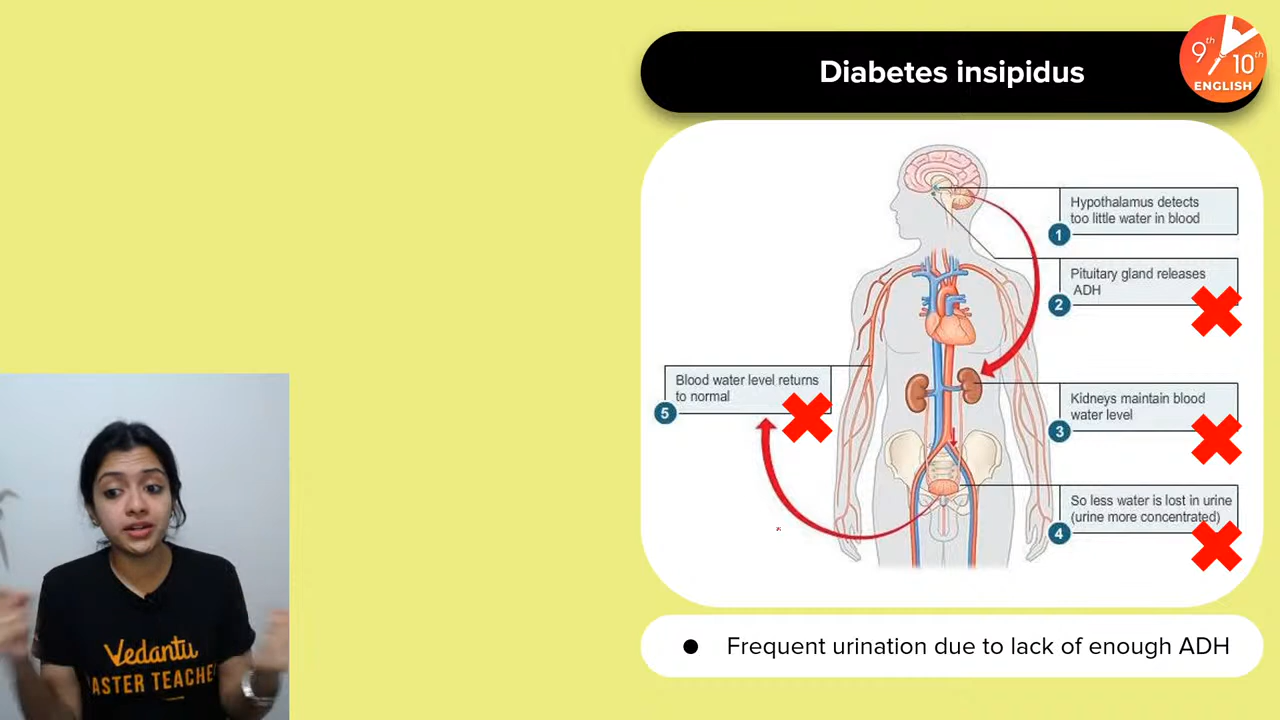 Diabetes insipidus
9th
10th
ENGLISH
Hypothalamus detects
too little water in blood
1
Pituitary gland releases
ADH
2
Kidneys maintain blood
water level
3
So less water is lost in urine
(urine more concentrated)
4
Blood water level returns
to normal
5
● Frequent urination due to lack of enough ADH
Vedantu
MASTER TEACHE